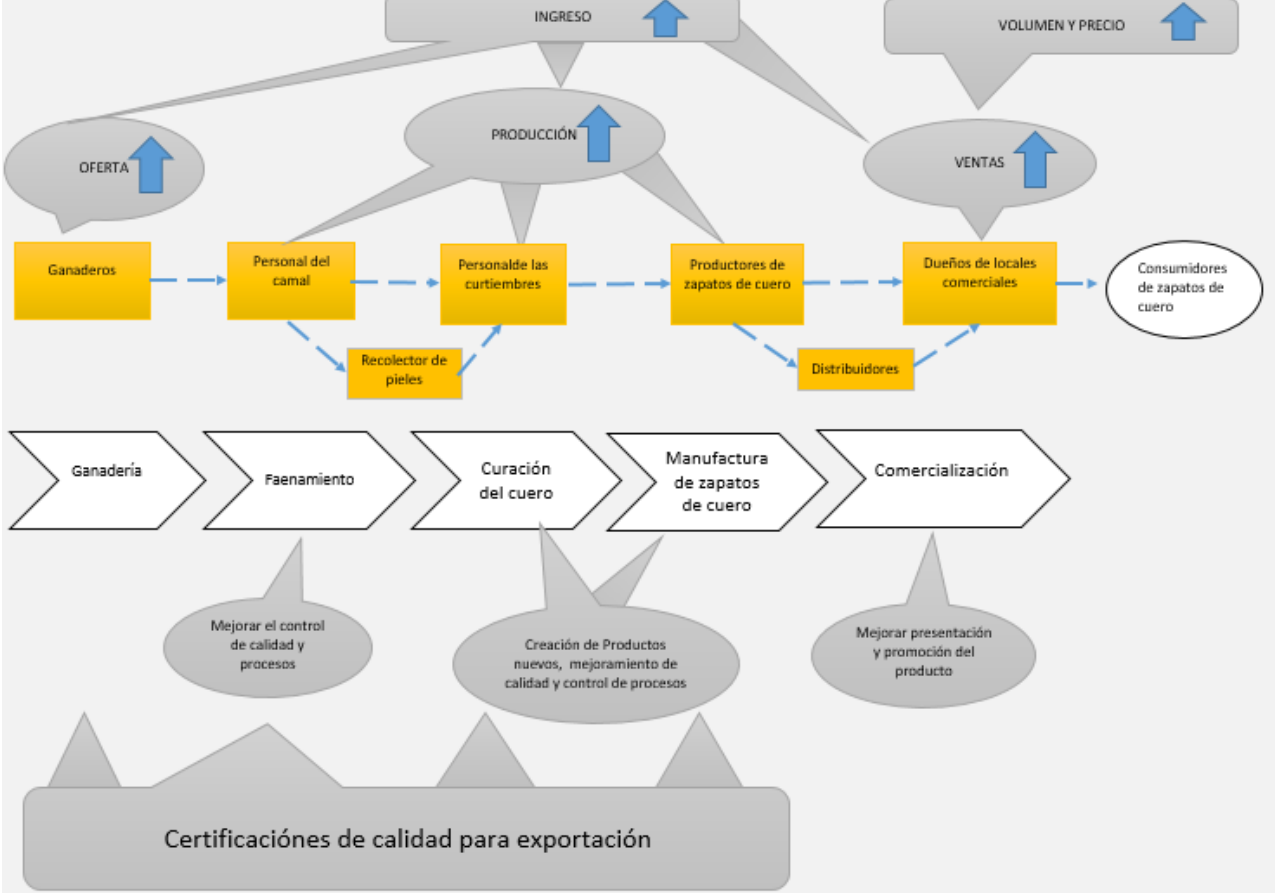 INGRESO
VOLUMEN Y PRECIO
OFERTA
PRODUCCIÓN
VENTAS
Ganaderos
Personal del
camal
Personalde las
curtiembres
Productores de
zapatos de cuero
Dueños de locales
comerciales
Consumidores
de zapatos de
cuero
Recolector de
pieles
Distribuidores
Ganadería
Faenamiento
Curación
del cuero
Manufactura
de zapatos
de cuero
Comercialización
Mejorar el control
de calidad y
procesos
Creación de Productos
nuevos, mejoramiento de
calidad y control de procesos
Mejorar presentación
y promoción del
producto
Certificaciónes de calidad para exportación